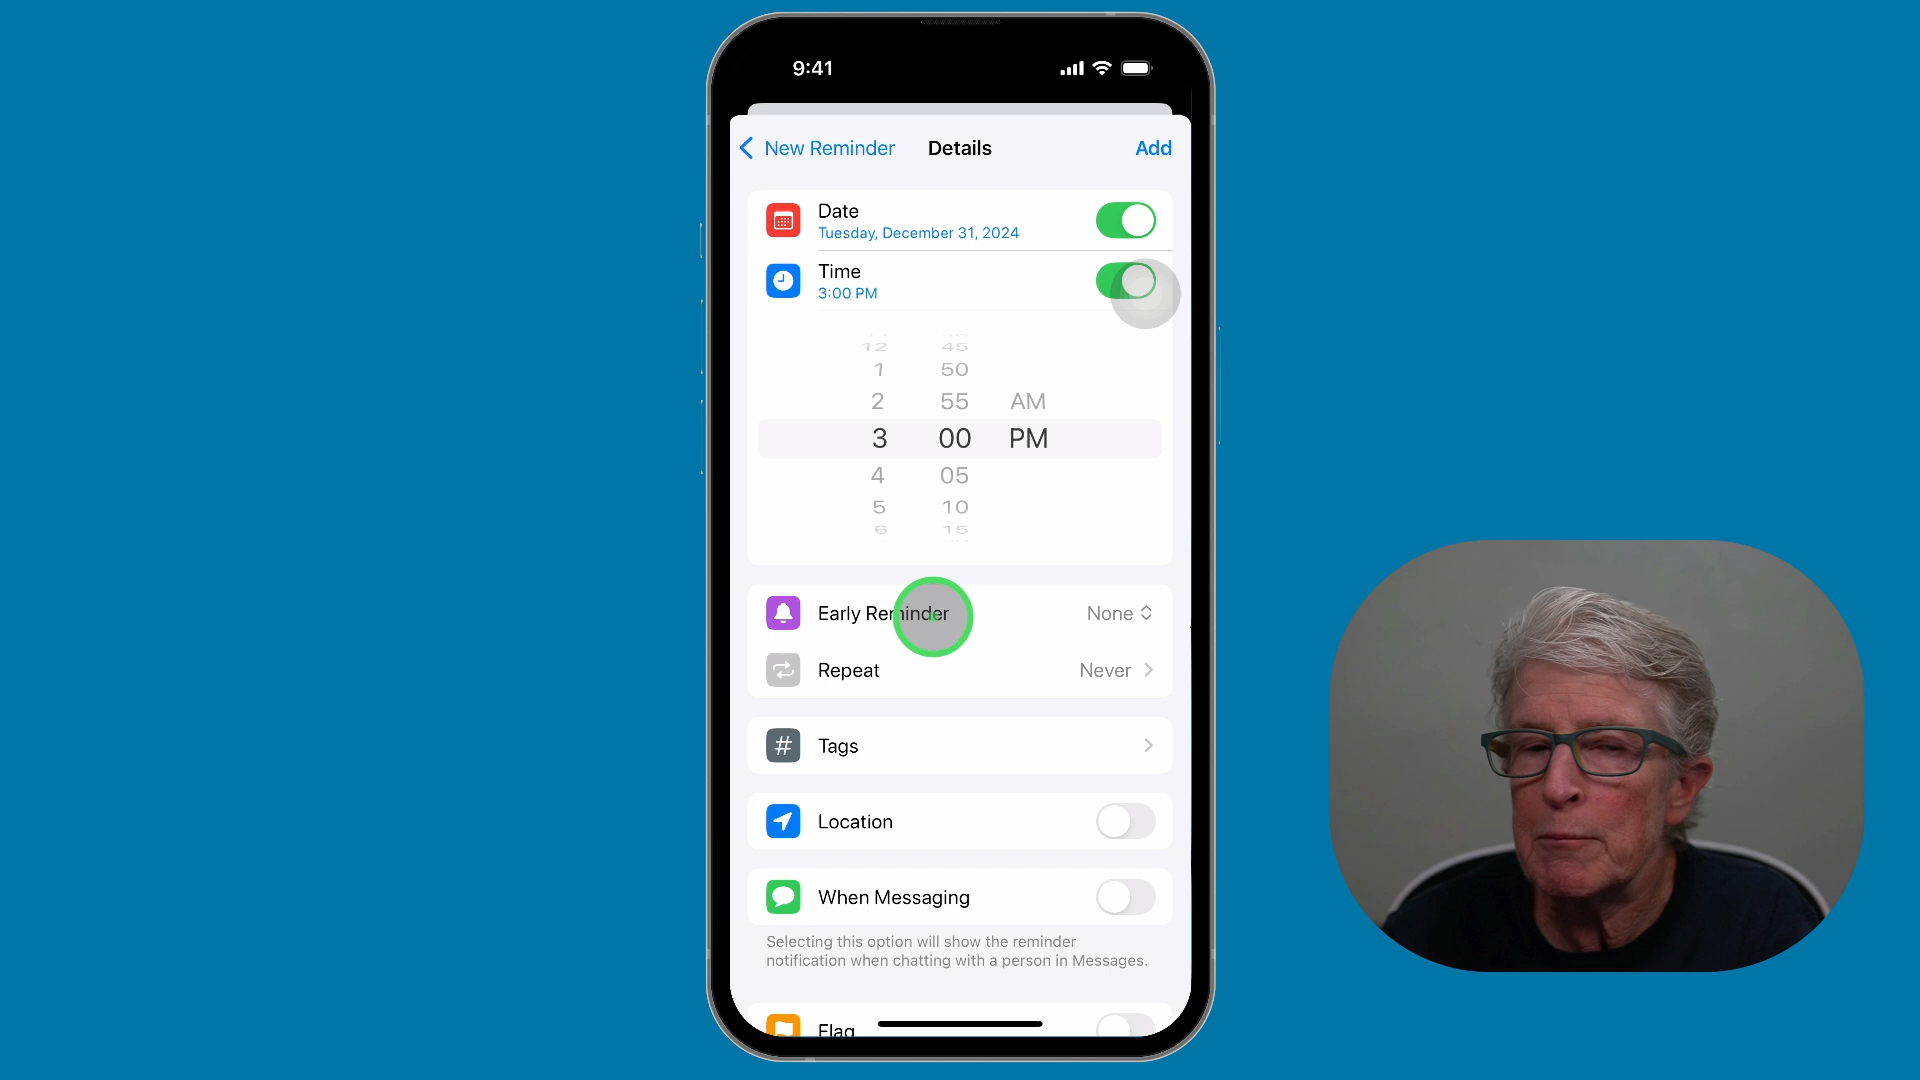 9:41
New Reminder Details Add
Date
Tuesday, December 31, 2024
Time
3:00 PM
12 45
1 50
2 55 AM
3 00 PM
4 05
5 10
6 15
Early Reminder None
Repeat Never
# Tags
Location
When Messaging
Selecting this option will show the reminder
notification when chatting with a person in Messages.
Flag